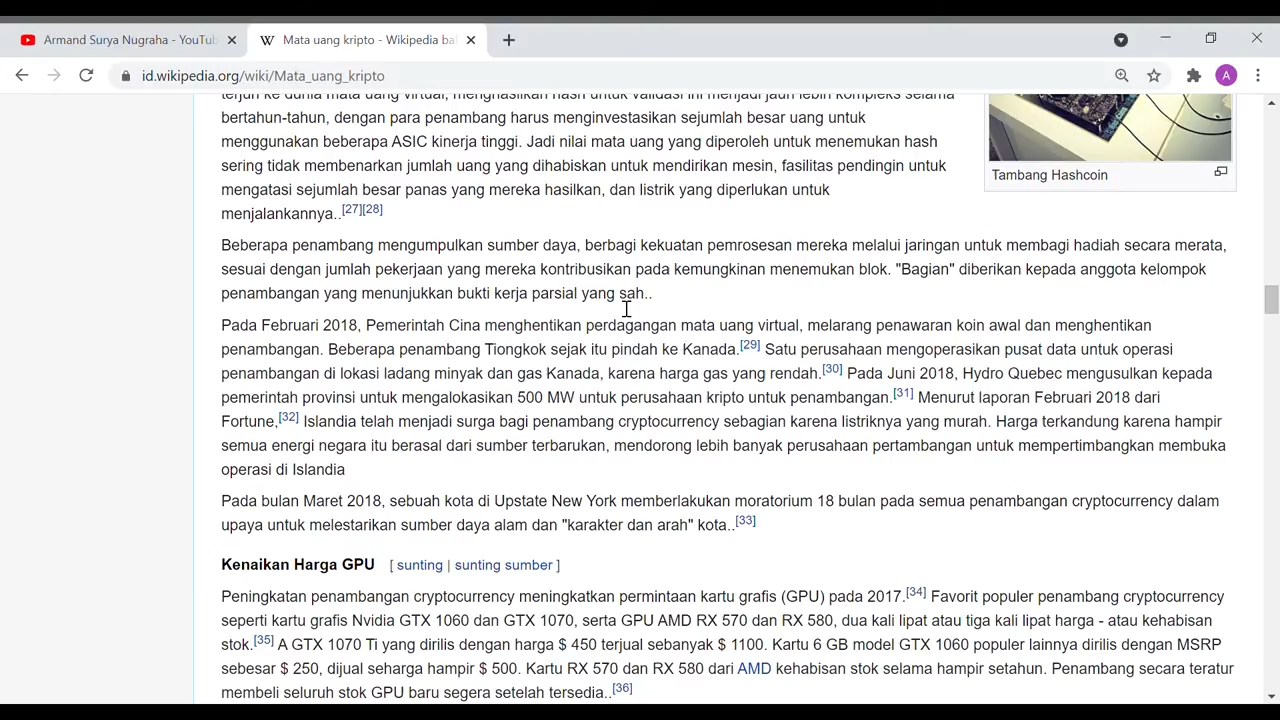 Armand Surya Nugraha - YouTub
Mata uang kripto - Wikipedia bal
id.wikipedia.org/wiki/Mata_uang_kripto
A
terjun ke dunia mata uang virtual, menghasilkan hash untuk validasi ini menjadi jauh lebih kompleks selama
bertahun-tahun, dengan para penambang harus menginvestasikan sejumlah besar uang untuk
menggunakan beberapa ASIC kinerja tinggi. Jadi nilai mata uang yang diperoleh untuk menemukan hash
sering tidak membenarkan jumlah uang yang dihabiskan untuk mendirikan mesin, fasilitas pendingin untuk
mengatasi sejumlah besar panas yang mereka hasilkan, dan listrik yang diperlukan untuk
menjalankannya..[27][28]
Tambang Hashcoin
Beberapa penambang mengumpulkan sumber daya, berbagi kekuatan pemrosesan mereka melalui jaringan untuk membagi hadiah secara merata,
sesuai dengan jumlah pekerjaan yang mereka kontribusikan pada kemungkinan menemukan blok. "Bagian" diberikan kepada anggota kelompok
penambangan yang menunjukkan bukti kerja parsial yang sah..
Pada Februari 2018, Pemerintah Cina menghentikan perdagangan mata uang virtual, melarang penawaran koin awal dan menghentikan
penambangan. Beberapa penambang Tiongkok sejak itu pindah ke Kanada.[29] Satu perusahaan mengoperasikan pusat data untuk operasi
penambangan di lokasi ladang minyak dan gas Kanada, karena harga gas yang rendah.[30] Pada Juni 2018, Hydro Quebec mengusulkan kepada
pemerintah provinsi untuk mengalokasikan 500 MW untuk perusahaan kripto untuk penambangan.[31] Menurut laporan Februari 2018 dari
Fortune,[32] Islandia telah menjadi surga bagi penambang cryptocurrency sebagian karena listriknya yang murah. Harga terkandung karena hampir
semua energi negara itu berasal dari sumber terbarukan, mendorong lebih banyak perusahaan pertambangan untuk mempertimbangkan membuka
operasi di Islandia
Pada bulan Maret 2018, sebuah kota di Upstate New York memberlakukan moratorium 18 bulan pada semua penambangan cryptocurrency dalam
upaya untuk melestarikan sumber daya alam dan "karakter dan arah" kota..[33]
Kenaikan Harga GPU [ sunting | sunting sumber ]
Peningkatan penambangan cryptocurrency meningkatkan permintaan kartu grafis (GPU) pada 2017.[34] Favorit populer penambang cryptocurrency
seperti kartu grafis Nvidia GTX 1060 dan GTX 1070, serta GPU AMD RX 570 dan RX 580, dua kali lipat atau tiga kali lipat harga - atau kehabisan
stok.[35] A GTX 1070 Ti yang dirilis dengan harga $ 450 terjual sebanyak $ 1100. Kartu 6 GB model GTX 1060 populer lainnya dirilis dengan MSRP
sebesar $ 250, dijual seharga hampir $ 500. Kartu RX 570 dan RX 580 dari AMD kehabisan stok selama hampir setahun. Penambang secara teratur
membeli seluruh stok GPU baru segera setelah tersedia..[36]